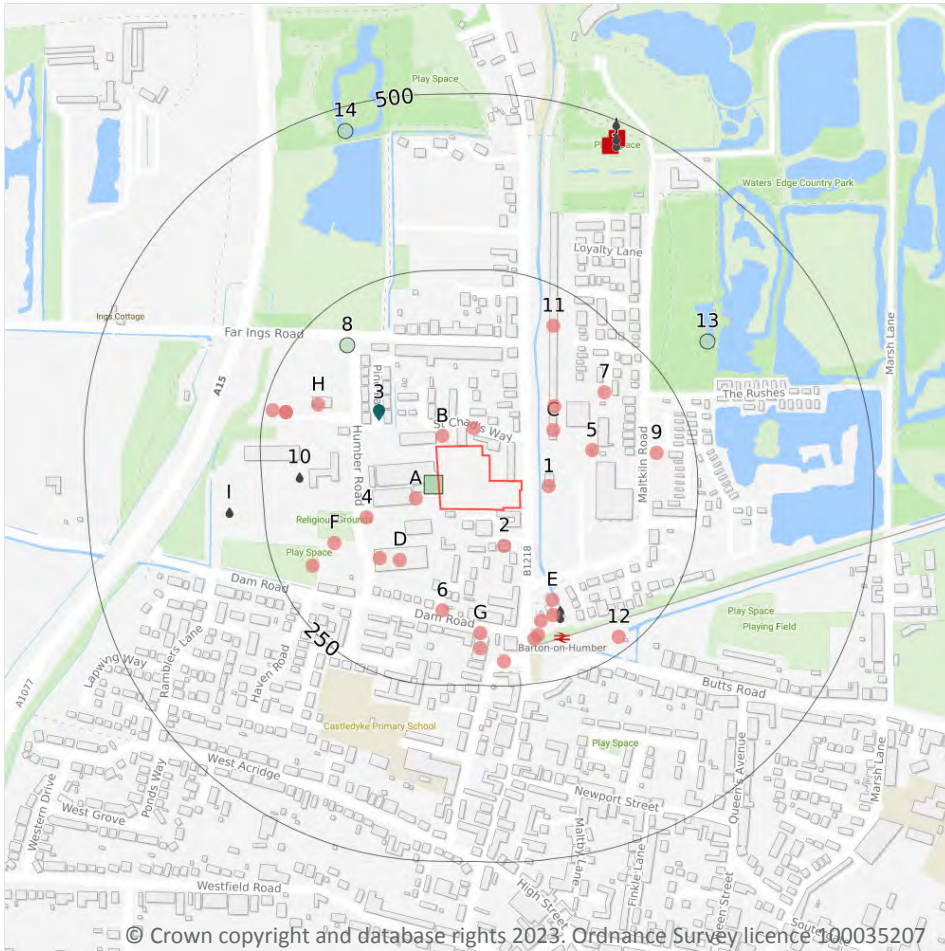 Play Space
500
14
Play Space
Waters' Edge Country Park
Loyalty Lane
Ings Cottage
Far Ings Road
11
13
8
Marsh Lane
A15
H
3
7
The Rushes
B
St Chad's Way
C
5
9
Maltkiln Road
Humber Road
10
A
1
I
4
Religious Grounds
2
F
D
B1218
Play Space
Dam Road
E
6
Dam Road
G
12
Play Space
Playing Field
250
Barton-on-Humber
Lapwing Way
Ramblers Lane
Haven Road
Butts Road
A1077
Castledyke Primary School
Play Space
Queen's Avenue
Marsh Lane
West Acridge
Ponds Way
Western Drive
West Grove
Newport Street
Maltby Lane
Finkle Lane
Westfield Road
High Street
Queen Street
© Crown copyright and database rights 2023. Ordnance Survey licence 100035207